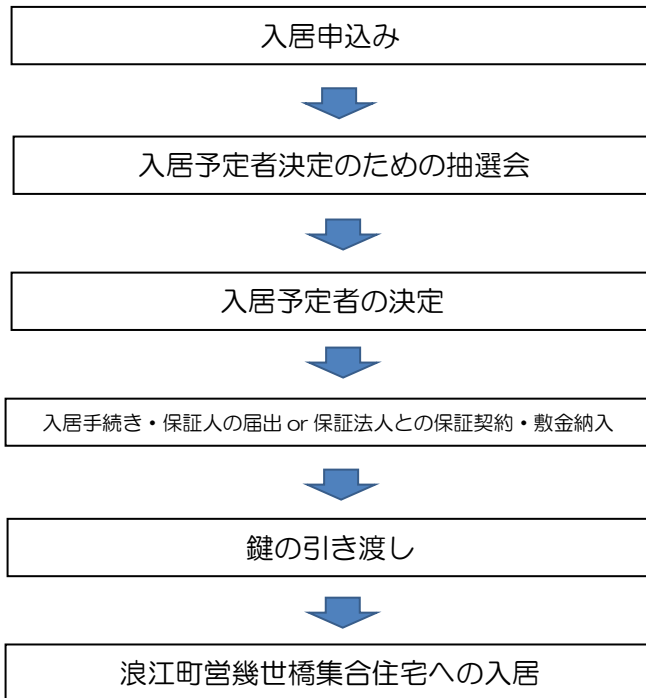 入居申込み
入居予定者決定のための抽選会
入居予定者の決定
入居手続き・保証人の届出 or 保証法人との保証契約・敷金納入
鍵の引き渡し
浪江町営幾世橋集合住宅への入居